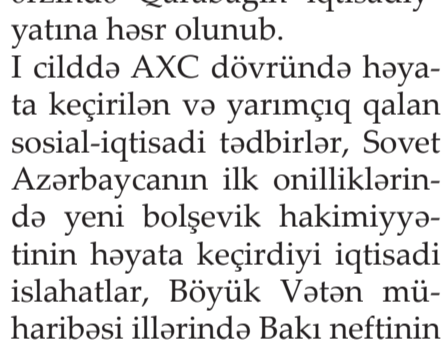 yatına həsr olunub.
I cilddə AXC dövründə həya-
ta keçirilən və yarımçıq qalan
sosial-iqtisadi tədbirlər, Sovet
Azərbaycanın ilk onilliklərin-
də yeni bolşevik hakimiyyə-
tinin həyata keçirdiyi iqtisadi
islahatlar, Böyük Vətən mü-
haribəsi illərində Bakı neftinin